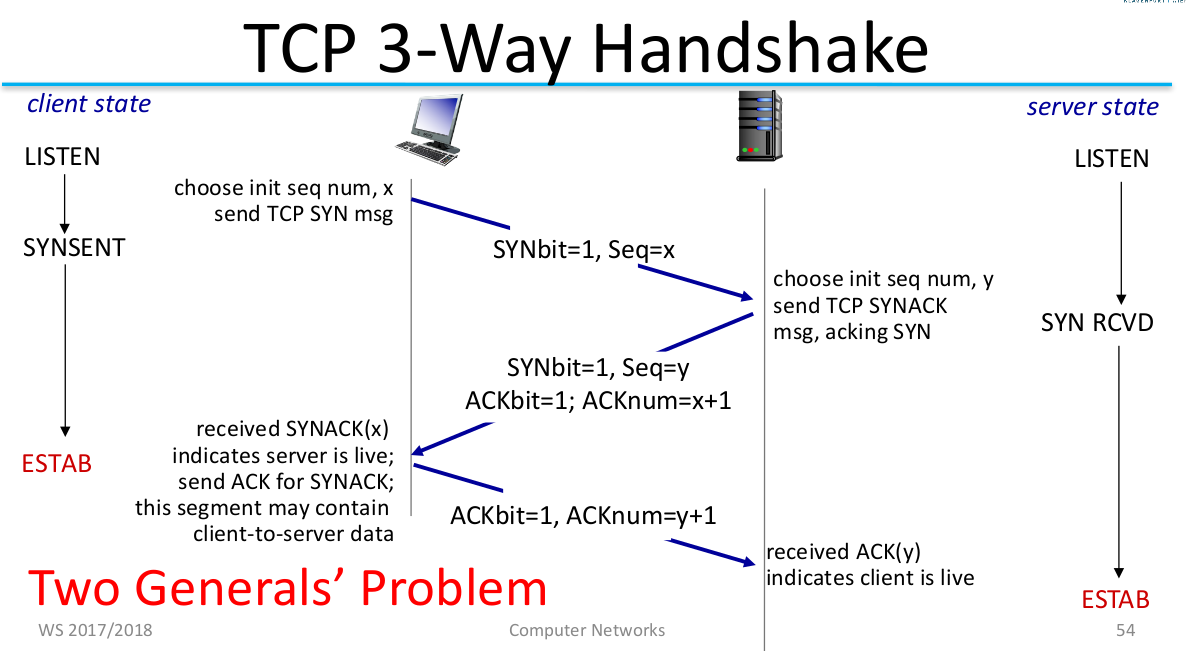 TCP 3-Way Handshake
client state
server state
LISTEN
LISTEN
choose init seq num, x
send TCP SYN msg
SYNSENT
SYNbit=1, Seq=x
choose init seq num, y
send TCP SYNACK
msg, acking SYN
SYN RCVD
SYNbit=1, Seq=y
ACKbit=1; ACKnum=x+1
received SYNACK(x)
indicates server is live;
send ACK for SYNACK;
this segment may contain
client-to-server data
ESTAB
ACKbit=1, ACKnum=y+1
received ACK(y)
indicates client is live
ESTAB
Two Generals’ Problem
WS 2017/2018
Computer Networks
54